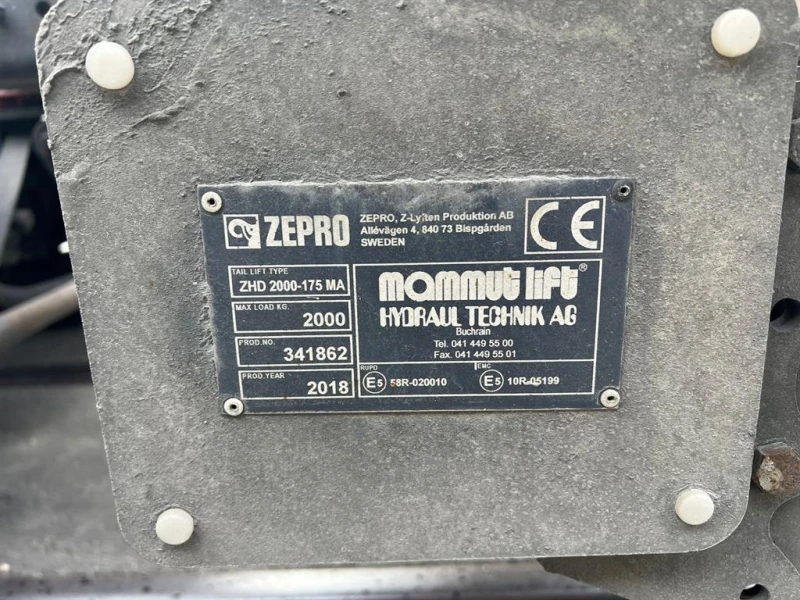 ZEPRO
ZEPRO, Z-Lyften Produktion AB
Allévägen 4, 840 73 Bispgården
SWEDEN
CE
TAIL LIFT TYPE
ZHD 2000-175 MA
MAX LOAD KG.
2000
PROD.NO.
341862
PROD.YEAR
2018
mammut lift®
HYDRAUL TECHNIK AG
Buchrain
Tel. 041 449 55 00
Fax. 041 449 55 01
RUPD
E5 58R-020010
EMC
E5 10R-05199